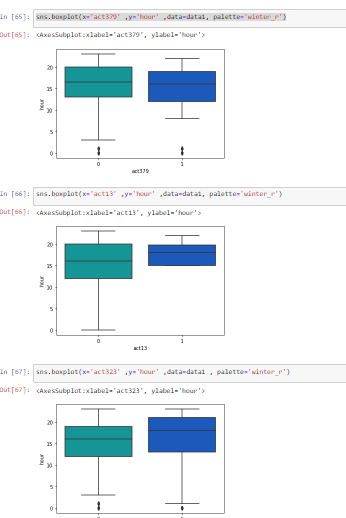 In [65]: sns.boxplot(x='act379' ,y='hour' ,data=data1, palette='winter_r')
Out[65]: <AxesSubplot:xlabel='act379', ylabel='hour'>
20
15
10
5
0
hour
0 1
act379
In [66]: sns.boxplot(x='act13' ,y='hour' ,data=data1, palette='winter_r')
Out[66]: <AxesSubplot:xlabel='act13', ylabel='hour'>
20
15
10
5
0
hour
0 1
act13
In [67]: sns.boxplot(x='act323' ,y='hour' ,data=data1 , palette='winter_r')
Out[67]: <AxesSubplot:xlabel='act323', ylabel='hour'>
20
15
10
5
0
hour